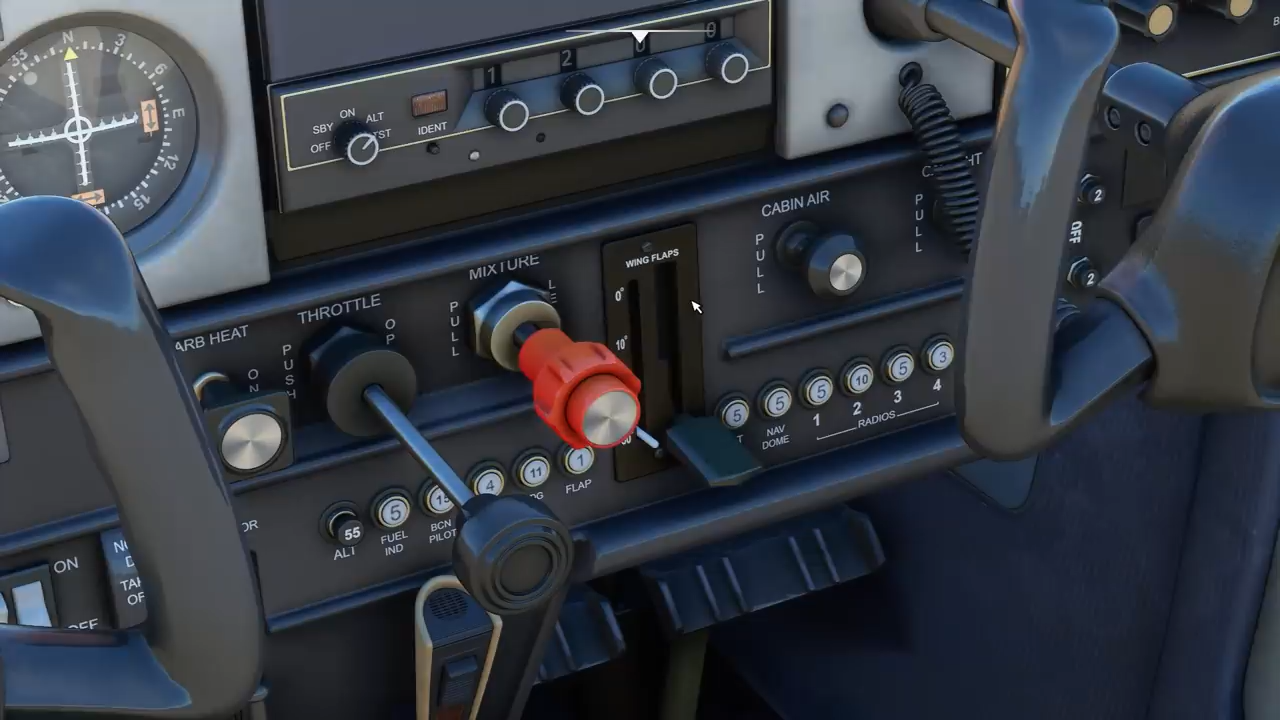 33 N 3
6
E
12
15
1 2 0 0
ON
SBY ALT
OFF TST
IDENT
CABIN AIR
PULL
PULL
MIXTURE
PULL
WING FLAPS
0°
10°
THROTTLE
PUSH
ARB HEAT
ON
2
OFF
2
5 5 5 10 5 3
NAV
DOME
1 2 3 4
RADIOS
55 5 4 11 1
ALT
FUEL
IND
BCN
PILOT
FLAP
ON
OFF